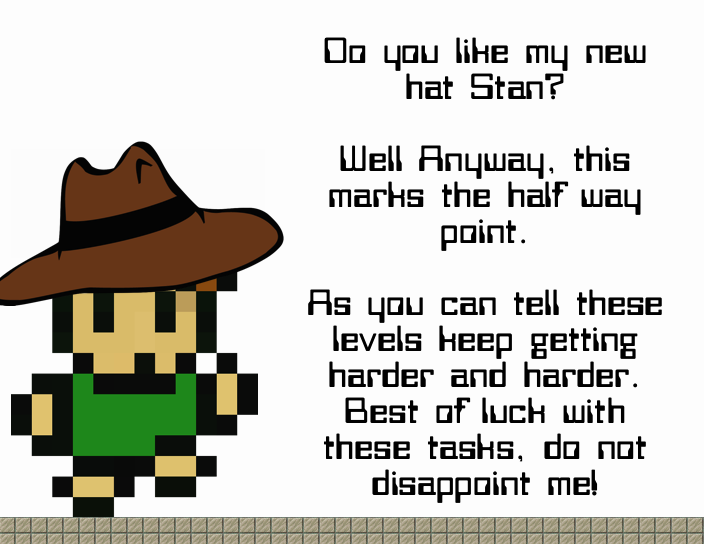 Do you like my new
hat Stan?
Well Anyway, this
marks the half way
point.
As you can tell these
levels keep getting
harder and harder.
Best of luck with
these tasks, do not
disappoint me!